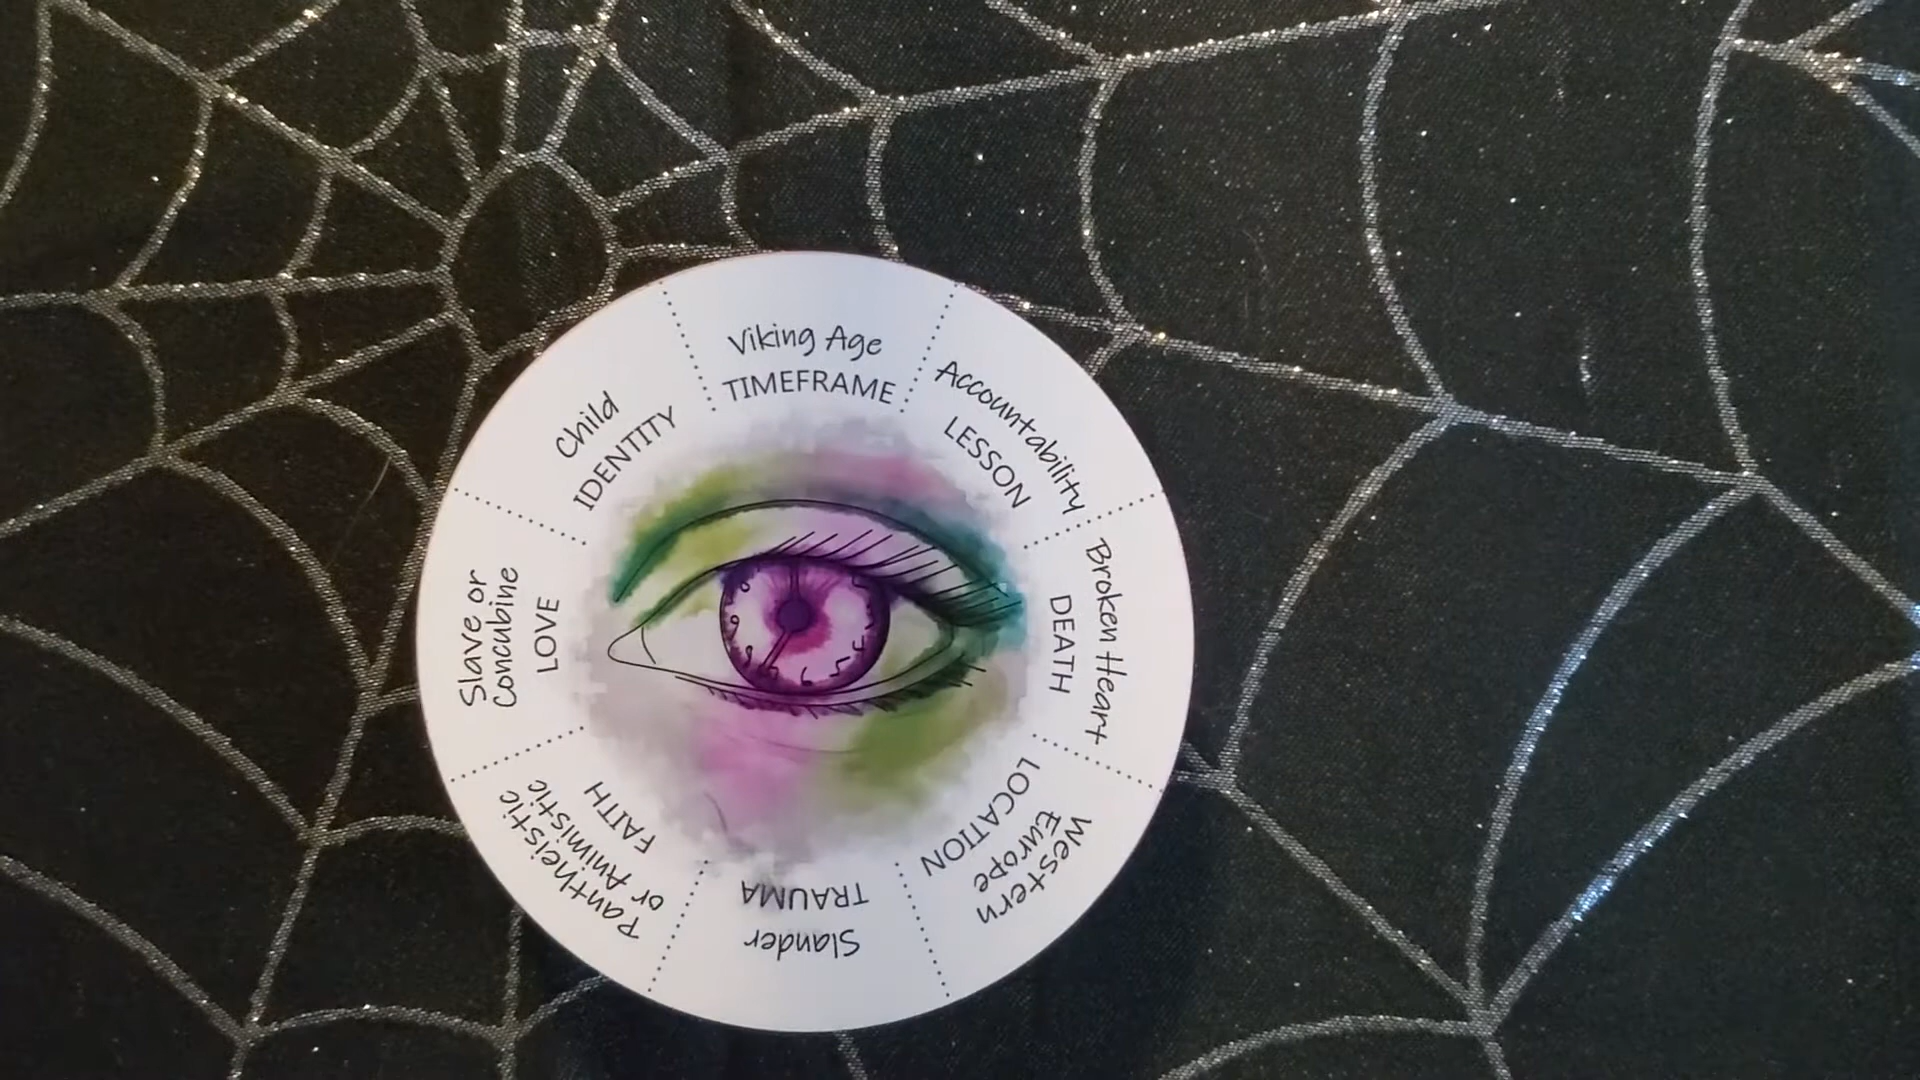 Viking Age
TIMEFRAME
Accountability
LESSON
Broken Heart
DEATH
Western
Europe
LOCATION
Slander
TRAUMA
Pantheistic
or Animistic
FAITH
Slave or
Concubine
LOVE
Child
IDENTITY